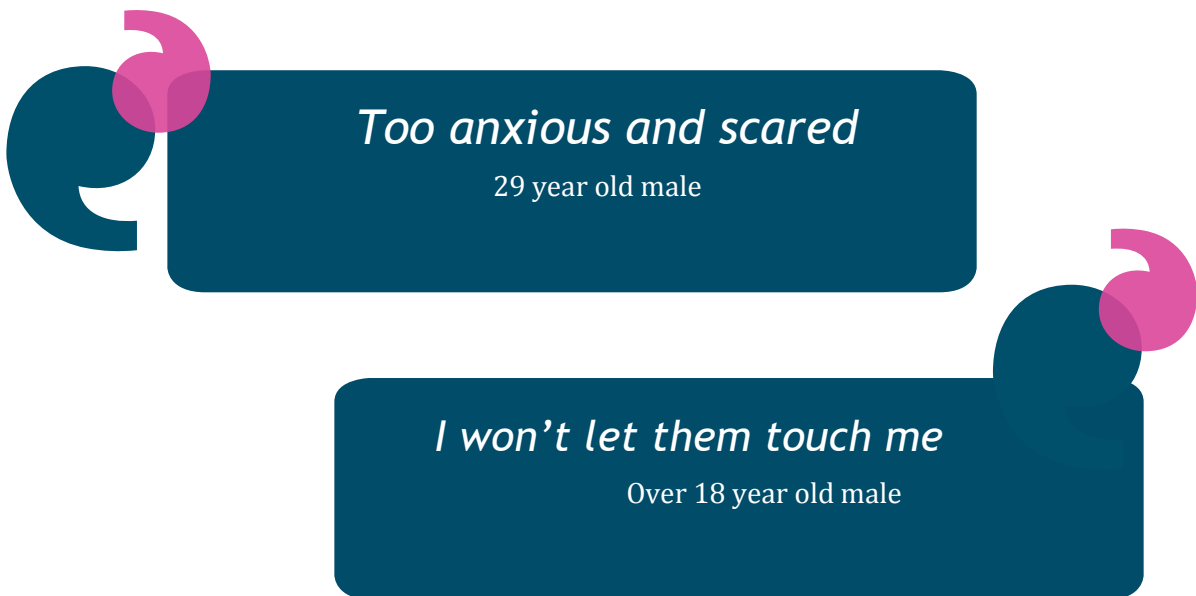 Too anxious and scared
29 year old male
I won’t let them touch me
Over 18 year old male